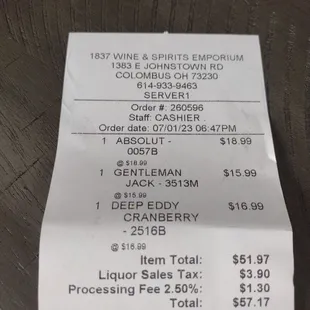 1837 WINE & SPIRITS EMPORIUM
1383 E JOHNSTOWN RD
COLOMBUS OH 73230
614-933-9463
SERVER1
Order #: 260596
Staff: CASHIER .
Order date: 07/01/23 06:47PM
1 ABSOLUT - $18.99
0057B
@ $18.99
1 GENTLEMAN $15.99
JACK - 3513M
@ $15.99
1 DEEP EDDY $16.99
CRANBERRY
- 2516B
@ $16.99
Item Total: $51.97
Liquor Sales Tax: $3.90
Processing Fee 2.50%: $1.30
Total: $57.17